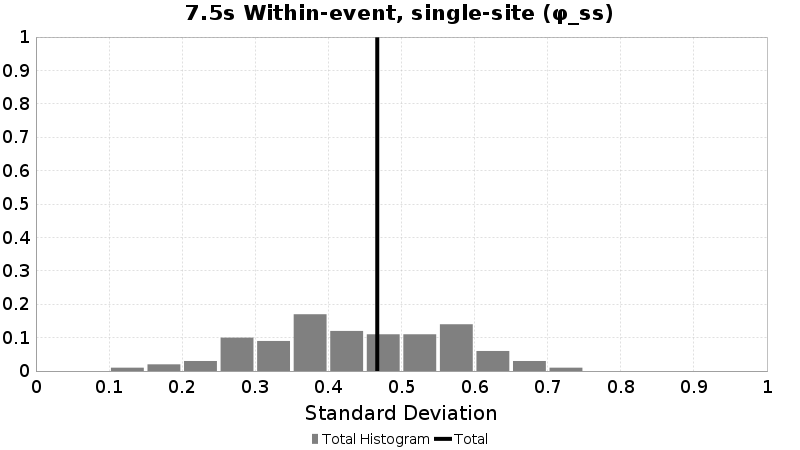 7.5s Within-event, single-site (φ_ss)
1
0.9
0.8
0.7
0.6
0.5
0.4
0.3
0.2
0.1
0
0 0.1 0.2 0.3 0.4 0.5 0.6 0.7 0.8 0.9 1
Standard Deviation
Total Histogram Total